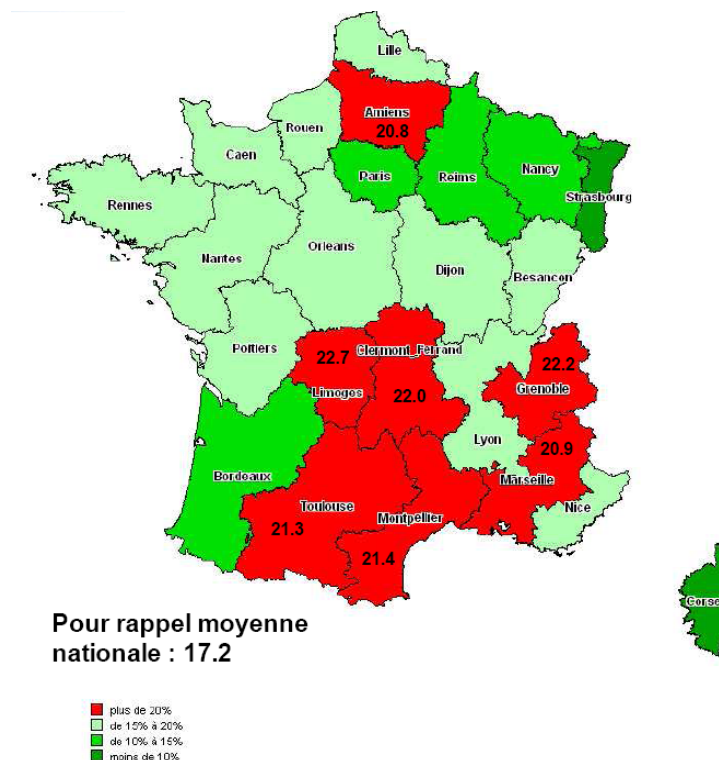 Lille
Amiens
20.8
Rouen
Caen
Paris
Reims
Nancy
Strasbourg
Rennes
Nantes
Orleans
Dijon
Besancon
Poitiers
22.7
Limoges
Clermont_Ferrand
22.0
22.2
Grenoble
Lyon
20.9
Marseille
Nice
Bordeaux
Toulouse
21.3
Montpellier
21.4
Corse
Pour rappel moyenne
nationale : 17.2
plus de 20%
de 15% à 20%
de 10% à 15%
moins de 10%